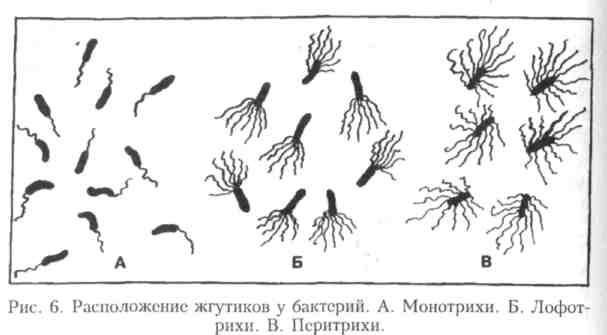 А Б В
Рис. 6. Расположение жгутиков у бактерий. А. Монотрихи. Б. Лофот-
рихи. В. Перитрихи.